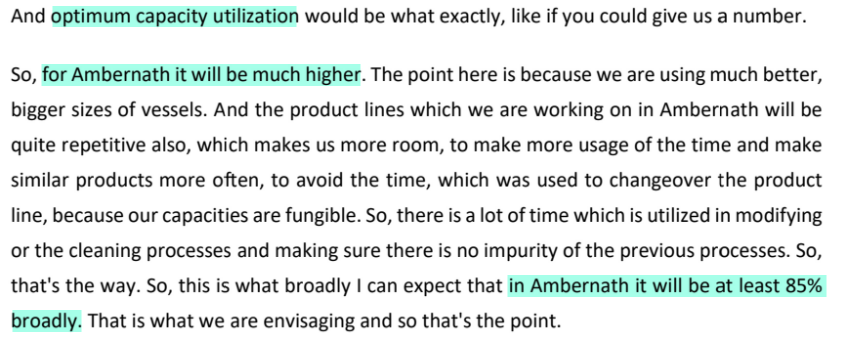 And optimum capacity utilization would be what exactly, like if you could give us a number.
So, for Ambernath it will be much higher. The point here is because we are using much better,
bigger sizes of vessels. And the product lines which we are working on in Ambernath will be
quite repetitive also, which makes us more room, to make more usage of the time and make
similar products more often, to avoid the time, which was used to changeover the product
line, because our capacities are fungible. So, there is a lot of time which is utilized in modifying
or the cleaning processes and making sure there is no impurity of the previous processes. So,
that's the way. So, this is what broadly I can expect that in Ambernath it will be at least 85%
broadly. That is what we are envisaging and so that's the point.